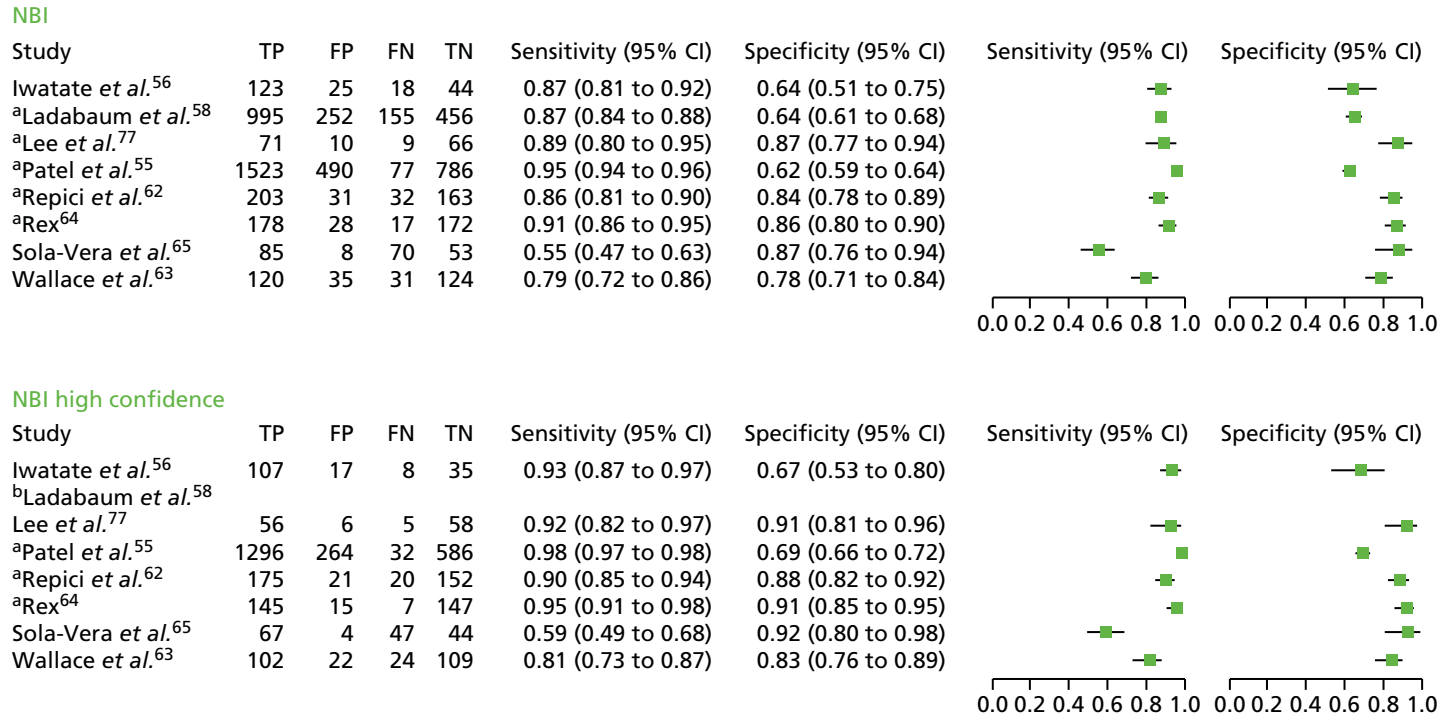 NBI
Study TP FP FN TN Sensitivity (95% CI) Specificity (95% CI) Sensitivity (95% CI) Specificity (95% CI)
Iwatate et al.56 123 25 18 44 0.87 (0.81 to 0.92) 0.64 (0.51 to 0.75)
aLadabaum et al.58 995 252 155 456 0.87 (0.84 to 0.88) 0.64 (0.61 to 0.68)
aLee et al.77 71 10 9 66 0.89 (0.80 to 0.95) 0.87 (0.77 to 0.94)
aPatel et al.55 1523 490 77 786 0.95 (0.94 to 0.96) 0.62 (0.59 to 0.64)
aRepici et al.62 203 31 32 163 0.86 (0.81 to 0.90) 0.84 (0.78 to 0.89)
aRex64 178 28 17 172 0.91 (0.86 to 0.95) 0.86 (0.80 to 0.90)
Sola-Vera et al.65 85 8 70 53 0.55 (0.47 to 0.63) 0.87 (0.76 to 0.94)
Wallace et al.63 120 35 31 124 0.79 (0.72 to 0.86) 0.78 (0.71 to 0.84)
0.0 0.2 0.4 0.6 0.8 1.0 0.0 0.2 0.4 0.6 0.8 1.0
NBI high confidence
Study TP FP FN TN Sensitivity (95% CI) Specificity (95% CI) Sensitivity (95% CI) Specificity (95% CI)
Iwatate et al.56 107 17 8 35 0.93 (0.87 to 0.97) 0.67 (0.53 to 0.80)
bLadabaum et al.58
Lee et al.77 56 6 5 58 0.92 (0.82 to 0.97) 0.91 (0.81 to 0.96)
aPatel et al.55 1296 264 32 586 0.98 (0.97 to 0.98) 0.69 (0.66 to 0.72)
aRepici et al.62 175 21 20 152 0.90 (0.85 to 0.94) 0.88 (0.82 to 0.92)
aRex64 145 15 7 147 0.95 (0.91 to 0.98) 0.91 (0.85 to 0.95)
Sola-Vera et al.65 67 4 47 44 0.59 (0.49 to 0.68) 0.92 (0.80 to 0.98)
Wallace et al.63 102 22 24 109 0.81 (0.73 to 0.87) 0.83 (0.76 to 0.89)
0.0 0.2 0.4 0.6 0.8 1.0 0.0 0.2 0.4 0.6 0.8 1.0